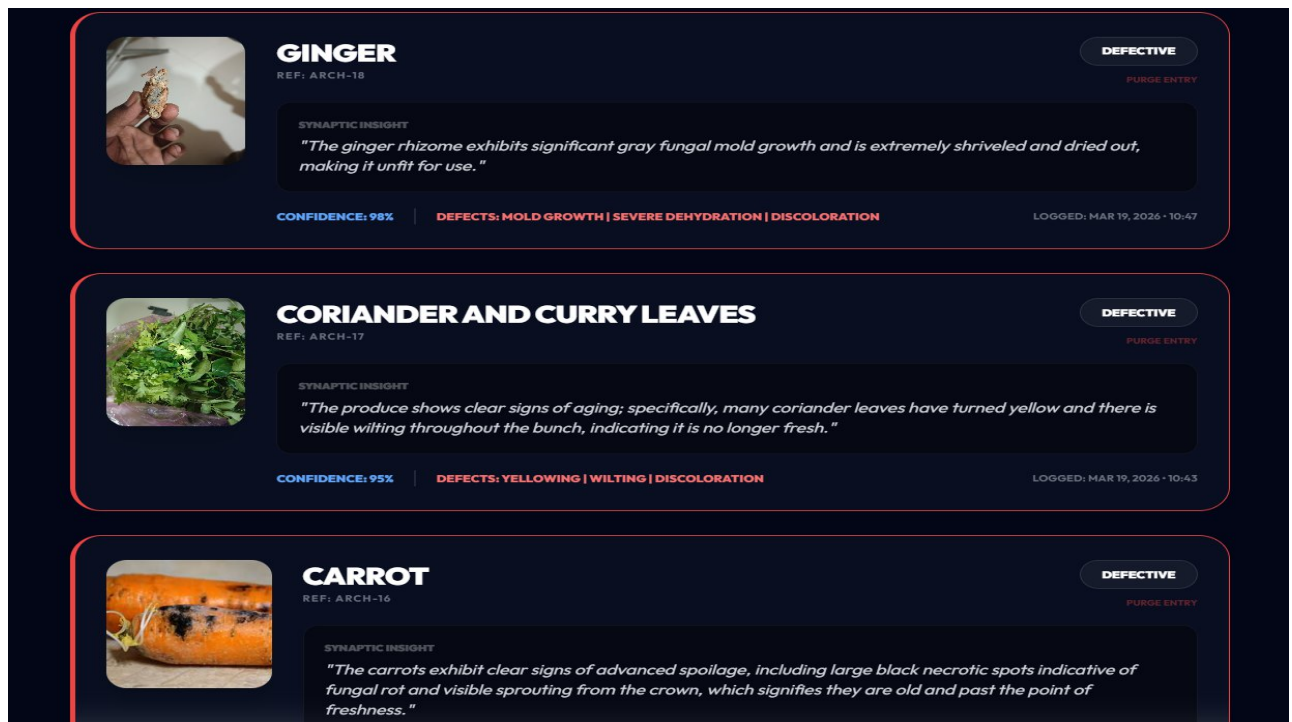 GINGER
DEFECTIVE
REF: ARCH-18
PURGE ENTRY
SYNAPTIC INSIGHT
"The ginger rhizome exhibits significant gray fungal mold growth and is extremely shriveled and dried out,
making it unfit for use."
CONFIDENCE: 98%
DEFECTS: MOLD GROWTH | SEVERE DEHYDRATION | DISCOLORATION
LOGGED: MAR 19, 2026 • 10:47
CORIANDER AND CURRY LEAVES
DEFECTIVE
REF: ARCH-17
PURGE ENTRY
SYNAPTIC INSIGHT
"The produce shows clear signs of aging; specifically, many coriander leaves have turned yellow and there is
visible wilting throughout the bunch, indicating it is no longer fresh."
CONFIDENCE: 95%
DEFECTS: YELLOWING | WILTING | DISCOLORATION
LOGGED: MAR 19, 2026 • 10:43
CARROT
DEFECTIVE
REF: ARCH-16
PURGE ENTRY
SYNAPTIC INSIGHT
"The carrots exhibit clear signs of advanced spoilage, including large black necrotic spots indicative of
fungal rot and visible sprouting from the crown, which signifies they are old and past the point of
freshness."